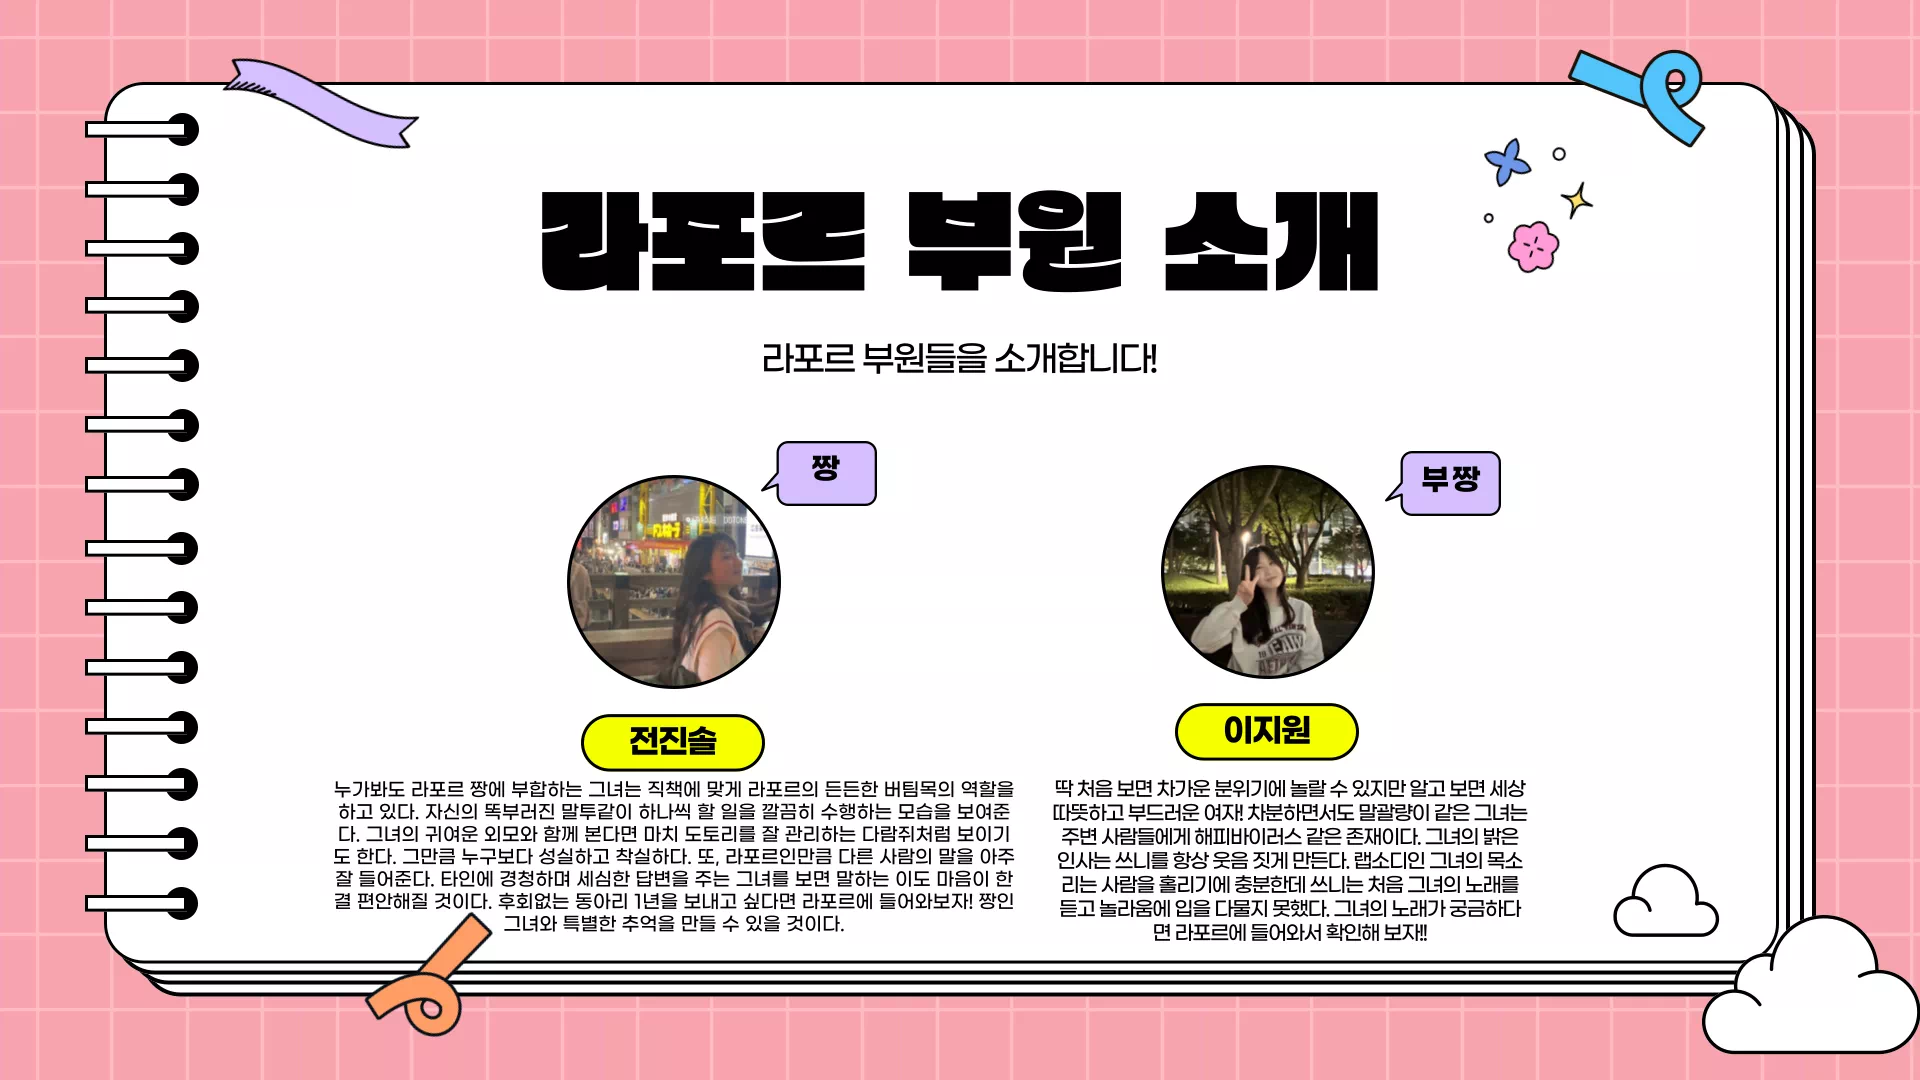 라포르 부원 소개
라포르 부원들을 소개합니다!
짱
전진솔
누가봐도 라포르 짱에 부합하는 그녀는 직책에 맞게 라포르의 든든한 버팀목의 역할을
하고 있다. 자신의 똑부러진 말투같이 하나씩 할 일을 깔끔히 수행하는 모습을 보여준
다. 그녀의 귀여운 외모와 함께 본다면 마치 도토리를 잘 관리하는 다람쥐처럼 보이기
도 한다. 그만큼 누구보다 성실하고 착실하다. 또, 라포르인만큼 다른 사람의 말을 아주
잘 들어준다. 타인에 경청하며 세심한 답변을 주는 그녀를 보면 말하는 이도 마음이 한
결 편안해질 것이다. 후회없는 동아리 1년을 보내고 싶다면 라포르에 들어와보자! 짱인
그녀와 특별한 추억을 만들 수 있을 것이다.
부짱
이지원
딱 처음 보면 차가운 분위기에 놀랄 수 있지만 알고 보면 세상
따뜻하고 부드러운 여자! 차분하면서도 말괄량이 같은 그녀는
주변 사람들에게 해피바이러스 같은 존재이다. 그녀의 밝은
인사는 쓰니를 항상 웃음 짓게 만든다. 랩소디인 그녀의 목소
리는 사람을 홀리기에 충분한데 쓰니는 처음 그녀의 노래를
듣고 놀라움에 입을 다물지 못했다. 그녀의 노래가 궁금하다
면 라포르에 들어와서 확인해 보자!!